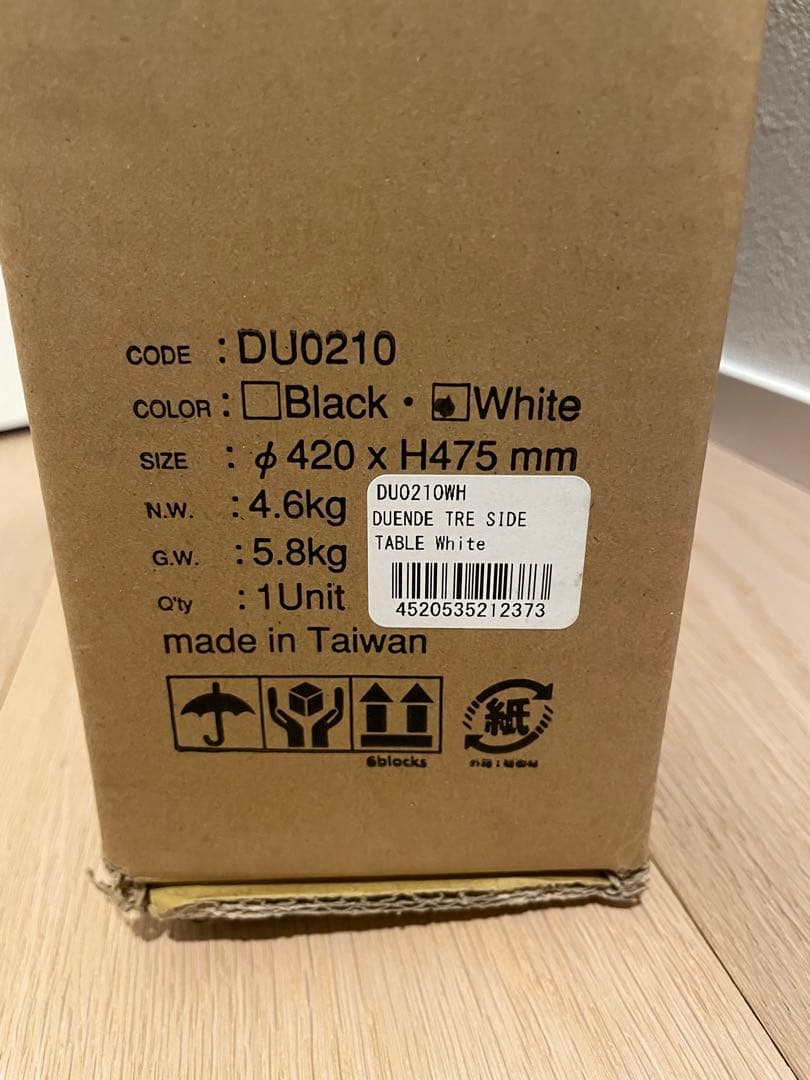 CODE : DU0210
COLOR : Black・White
SIZE : φ 420 x H475 mm
N.W. : 4.6kg
G.W. : 5.8kg
Q'ty : 1Unit
made in Taiwan
DU0210WH
DUENDE TRE SIDE
TABLE White
4520535212373
6blocks
紙